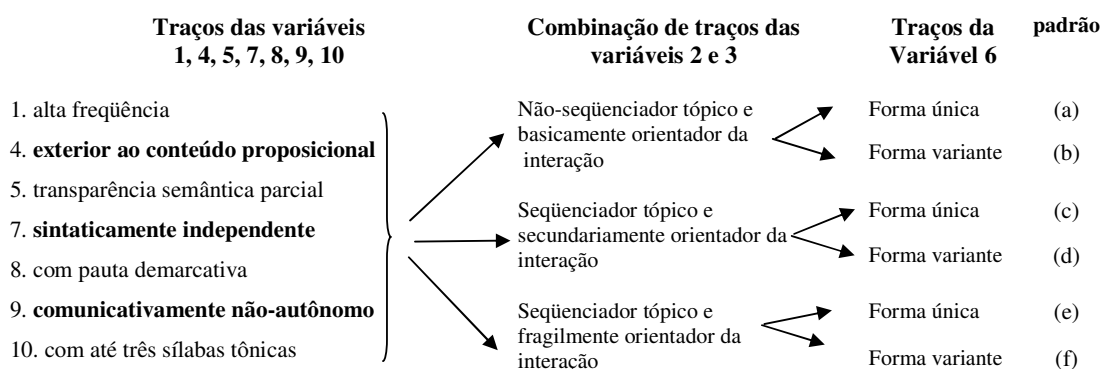 Traços das variáveis
1, 4, 5, 7, 8, 9, 10
Combinação de traços das
variáveis 2 e 3
Traços da
Variável 6
padrão
1. alta freqüência
4. exterior ao conteúdo proposicional
5. transparência semântica parcial
7. sintaticamente independente
8. com pauta demarcativa
9. comunicativamente não-autônomo
10. com até três sílabas tônicas
Não-seqüenciador tópico e
basicamente orientador da
interação
Forma única (a)
Forma variante (b)
Seqüenciador tópico e
secundariamente orientador da
interação
Forma única (c)
Forma variante (d)
Seqüenciador tópico e
fragilmente orientador da
interação
Forma única (e)
Forma variante (f)